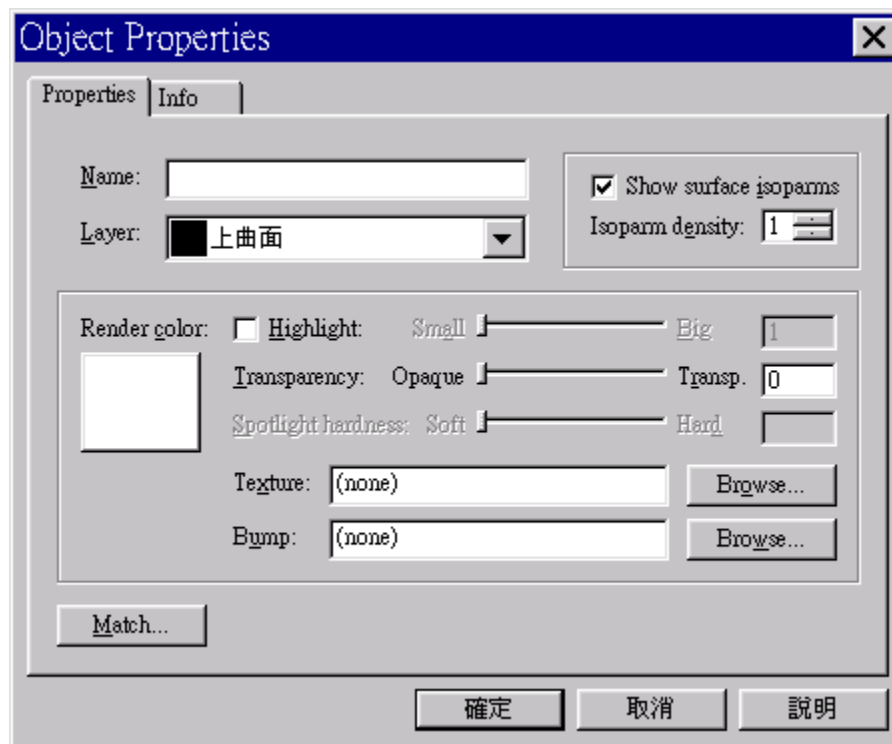 Object Properties
Properties Info
Name:
Layer: 上曲面
Show surface isoparms
Isoparm density: 1
Render color: Highlight: Small Big 1
Transparency: Opaque Transp. 0
Spotlight hardness: Soft Hard
Texture: (none) Browse...
Bump: (none) Browse...
Match...
確定 取消 說明